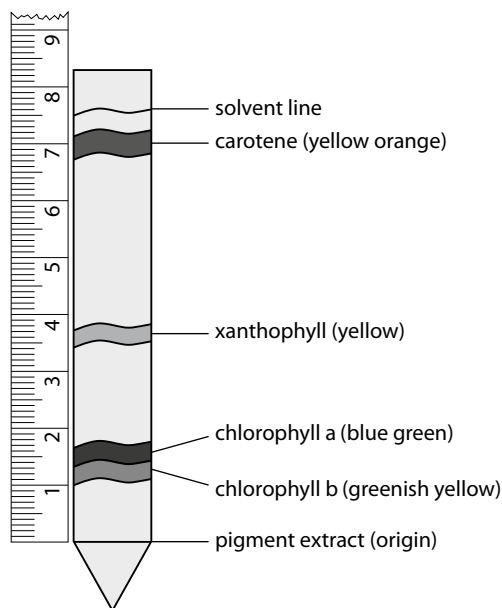 9
solvent line
8
carotene (yellow orange)
7
6
5
4
xanthophyll (yellow)
3
2
chlorophyll a (blue green)
chlorophyll b (greenish yellow)
1
pigment extract (origin)